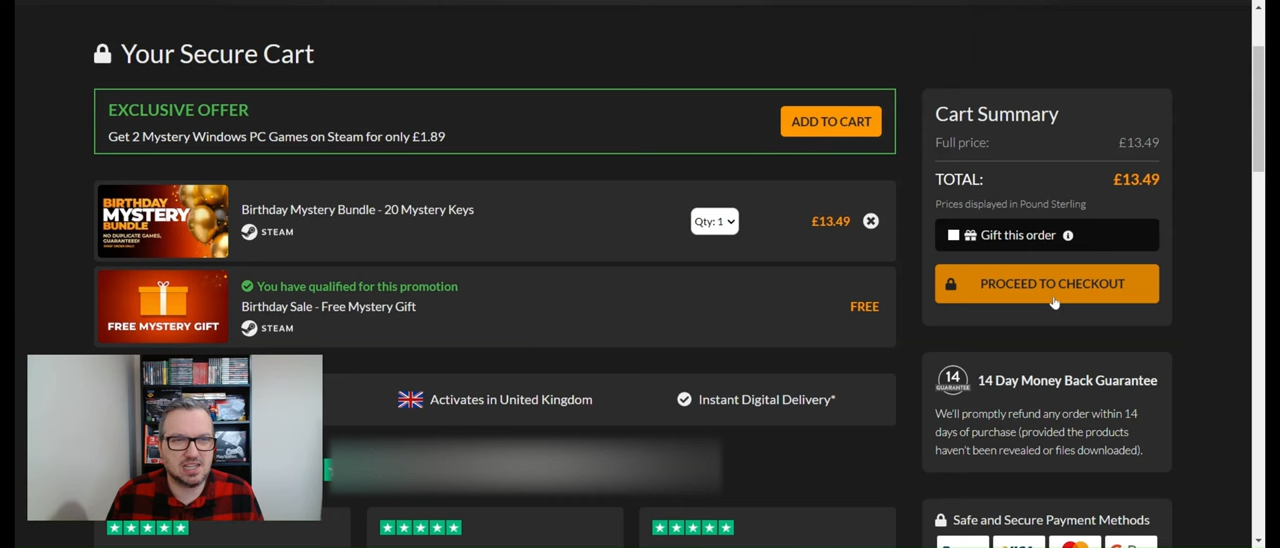 Your Secure Cart
EXCLUSIVE OFFER
Get 2 Mystery Windows PC Games on Steam for only £1.89
ADD TO CART
BIRTHDAY
MYSTERY
BUNDLE
NO DUPLICATE GAMES,
GUARANTEED!
Birthday Mystery Bundle - 20 Mystery Keys
STEAM
Qty: 1
£13.49
FREE MYSTERY GIFT
You have qualified for this promotion
Birthday Sale - Free Mystery Gift
STEAM
FREE
Activates in United Kingdom
Instant Digital Delivery*
Cart Summary
Full price: £13.49
TOTAL: £13.49
Prices displayed in Pound Sterling
Gift this order
PROCEED TO CHECKOUT
14
GUARANTEE
14 Day Money Back Guarantee
We'll promptly refund any order within 14
days of purchase (provided the products
haven't been revealed or files downloaded).
Safe and Secure Payment Methods